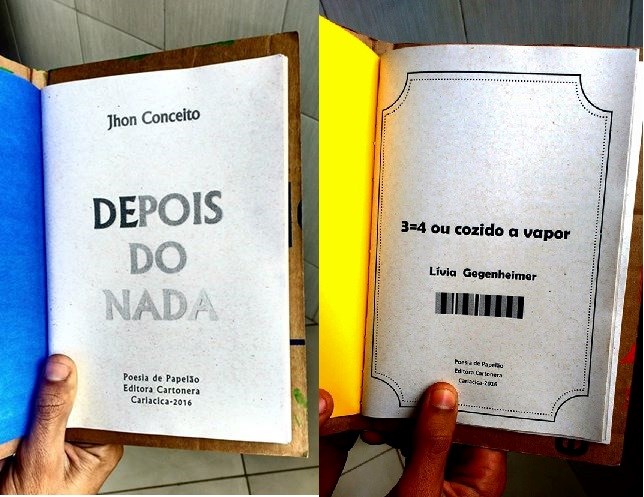 Jhon Conceito
DEPOIS
DO
NADA
Poesia de Papelão
Editora Cartonera
Cariacica-2016
3=4 ou cozido a vapor
Lívia Gegenheimer
Poesia de Papelão
Editora Cartonera
Cariacica-2016